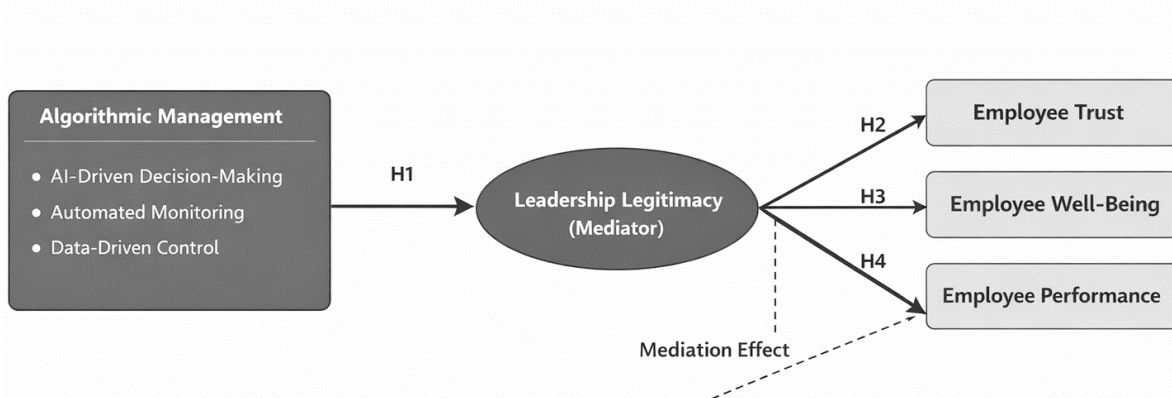 Algorithmic Management
• AI-Driven Decision-Making
• Automated Monitoring
• Data-Driven Control
H1
Leadership Legitimacy
(Mediator)
H2
H3
H4
Mediation Effect
Employee Trust
Employee Well-Being
Employee Performance